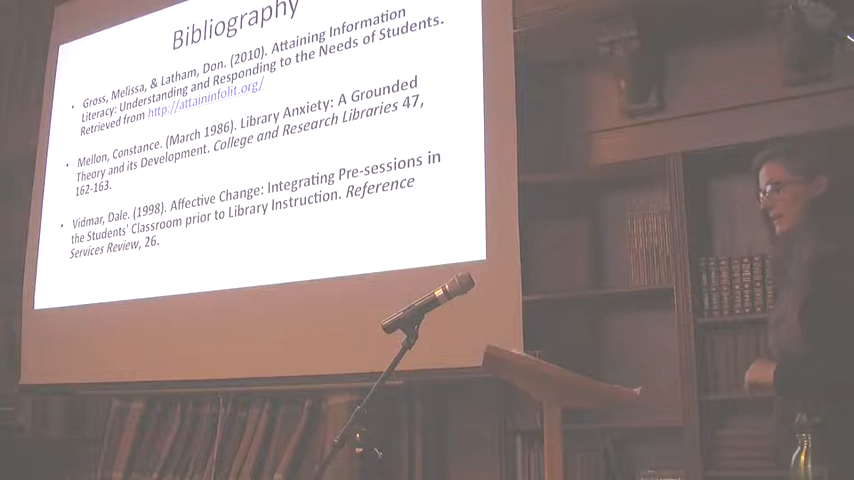 Bibliography
• Gross, Melissa, & Latham, Don. (2010). Attaining Information
Literacy: Understanding and Responding to the Needs of Students.
Retrieved from http://attaininfolit.org/
• Mellon, Constance. (March 1986). Library Anxiety: A Grounded
Theory and its Development. College and Research Libraries 47,
162-163.
• Vidmar, Dale. (1998). Affective Change: Integrating Pre-sessions in
the Students' Classroom prior to Library Instruction. Reference
Services Review, 26.